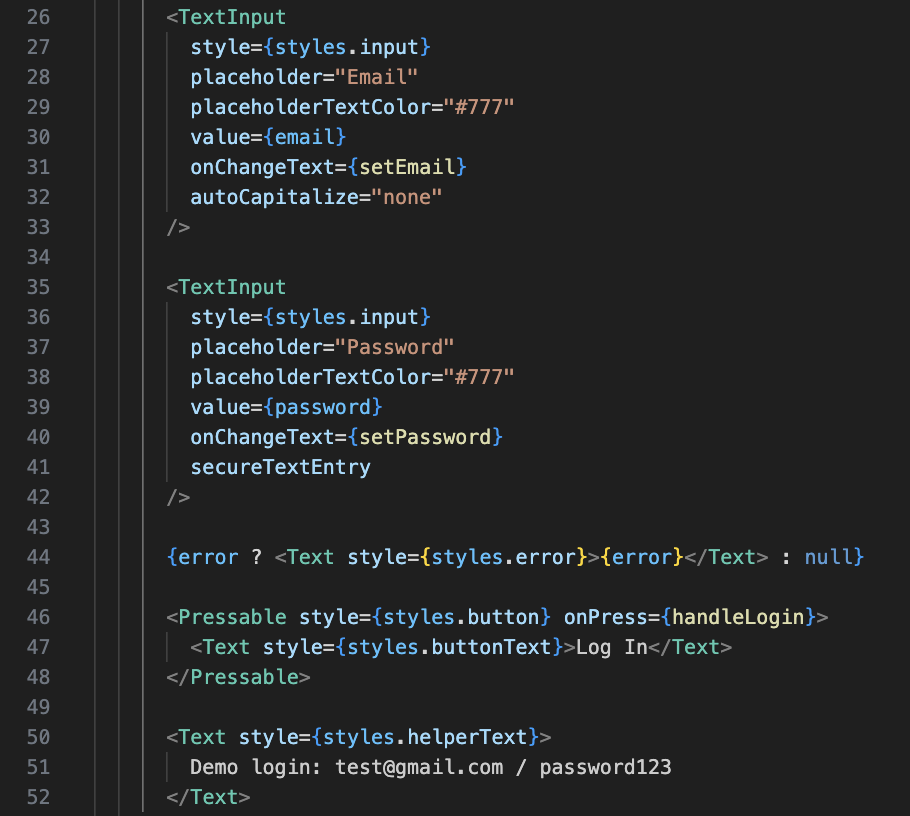 26 <TextInput
27 style={styles.input}
28 placeholder="Email"
29 placeholderTextColor="#777"
30 value={email}
31 onChangeText={setEmail}
32 autoCapitalize="none"
33 />
34
35 <TextInput
36 style={styles.input}
37 placeholder="Password"
38 placeholderTextColor="#777"
39 value={password}
40 onChangeText={setPassword}
41 secureTextEntry
42 />
43
44 {error ? <Text style={styles.error}>{error}</Text> : null}
45
46 <Pressable style={styles.button} onPress={handleLogin}>
47 <Text style={styles.buttonText}>Log In</Text>
48 </Pressable>
49
50 <Text style={styles.helperText}>
51 Demo login: test@gmail.com / password123
52 </Text>